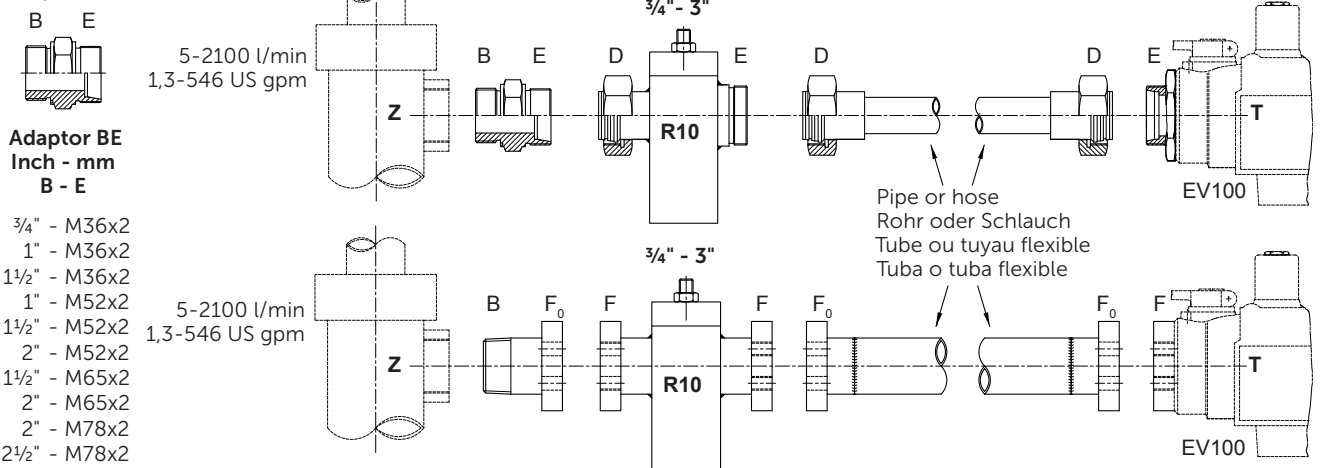 ¾"- 3"
B E
5-2100 l/min
1,3-546 US gpm
B E D E D D E
Z R10 T
Adaptor BE
Inch - mm
B - E
Pipe or hose
Rohr oder Schlauch
Tube ou tuyau flexible
Tuba o tuba flexible
EV100
¾" - M36x2
1" - M36x2
1½" - M36x2
1" - M52x2
1½" - M52x2
2" - M52x2
1½" - M65x2
2" - M65x2
2" - M78x2
2½" - M78x2
¾" - 3"
5-2100 l/min
1,3-546 US gpm
B F₀ F F F₀ F₀ F
Z R10 T
EV100